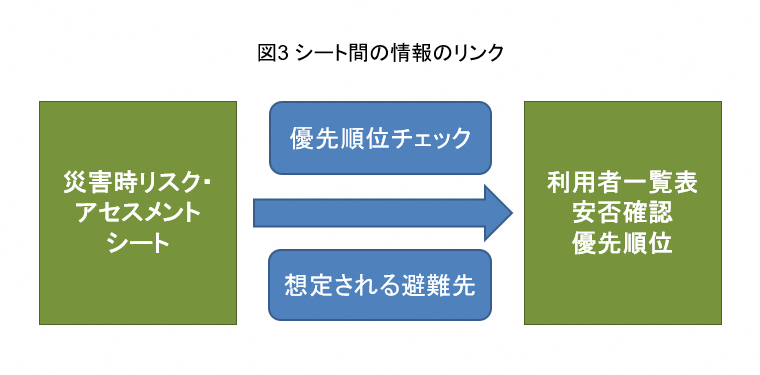 図3 シート間の情報のリンク
災害時リスク・
アセスメント
シート
優先順位チェック
想定される避難先
利用者一覧表
安否確認
優先順位